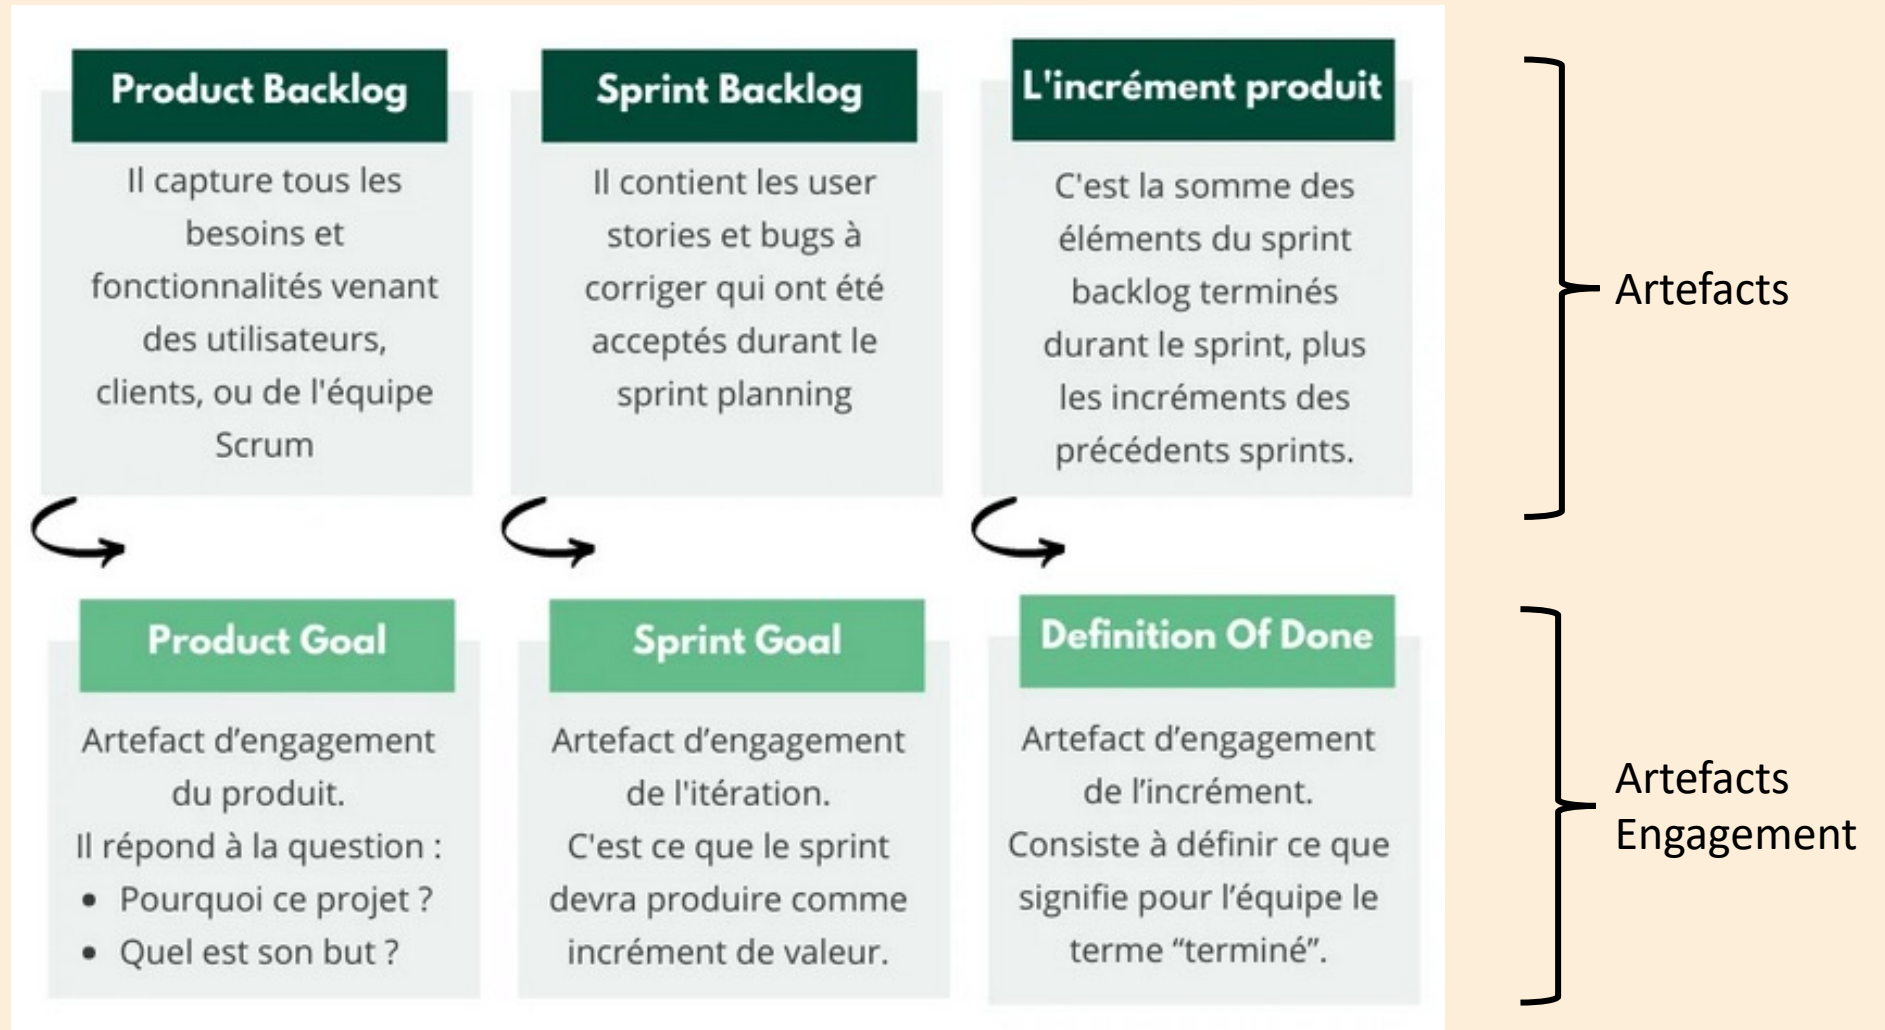 Product Backlog
Il capture tous les
besoins et
fonctionnalités venant
des utilisateurs,
clients, ou de l'équipe
Scrum
Sprint Backlog
Il contient les user
stories et bugs à
corriger qui ont été
acceptés durant le
sprint planning
L'incrément produit
C'est la somme des
éléments du sprint
backlog terminés
durant le sprint, plus
les incréments des
précédents sprints.
Artefacts
Product Goal
Artefact d’engagement
du produit.
Il répond à la question :
• Pourquoi ce projet ?
• Quel est son but ?
Sprint Goal
Artefact d’engagement
de l'itération.
C'est ce que le sprint
devra produire comme
incrément de valeur.
Definition Of Done
Artefact d’engagement
de l’incrément.
Consiste à définir ce que
signifie pour l’équipe le
terme “terminé”.
Artefacts
Engagement